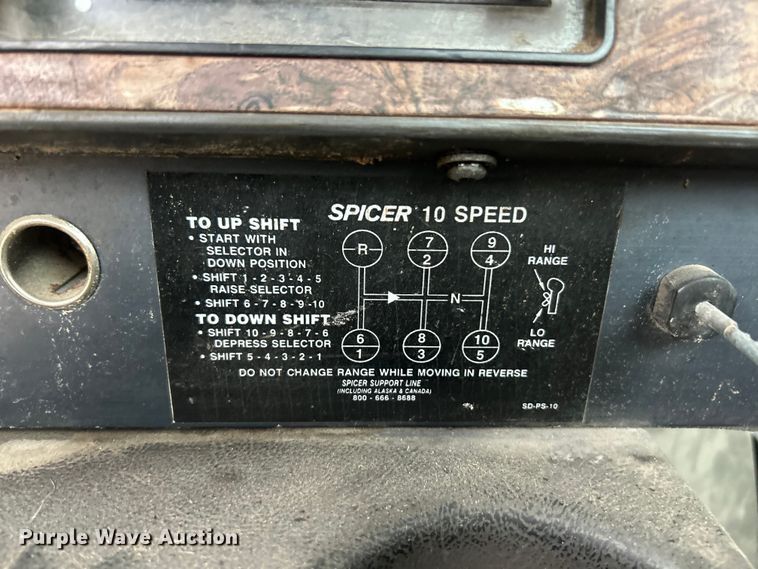 SPICER 10 SPEED
TO UP SHIFT
• START WITH
SELECTOR IN
DOWN POSITION
• SHIFT 1 - 2 - 3 - 4 - 5
RAISE SELECTOR
• SHIFT 6 - 7 - 8 - 9 -10
TO DOWN SHIFT
• SHIFT 10 - 9 - 8 - 7 - 6
DEPRESS SELECTOR
• SHIFT 5 - 4 - 3 - 2 - 1
R
7
2
9
4
N
6
1
8
3
10
5
HI
RANGE
LO
RANGE
DO NOT CHANGE RANGE WHILE MOVING IN REVERSE
SPICER SUPPORT LINE
(INCLUDING ALASKA & CANADA)
800 - 666 - 8688
SD-PS-10
Purple Wave Auction